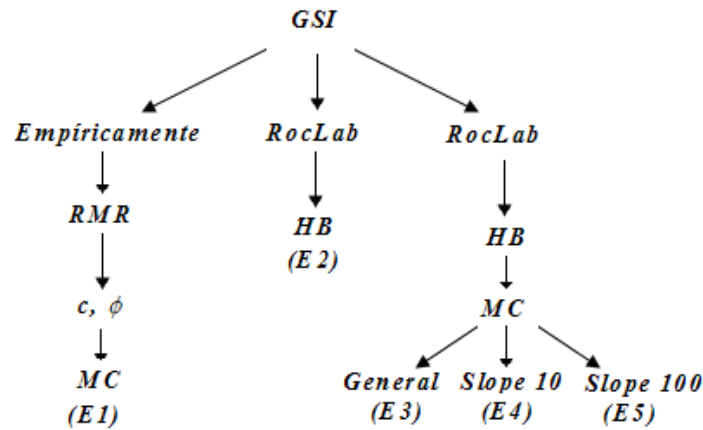 GSI
Empíricamente RocLab RocLab
RMR
HB
(E2)
HB
c, ϕ
MC
MC
(E1)
General Slope 10 Slope 100
(E3) (E4) (E5)